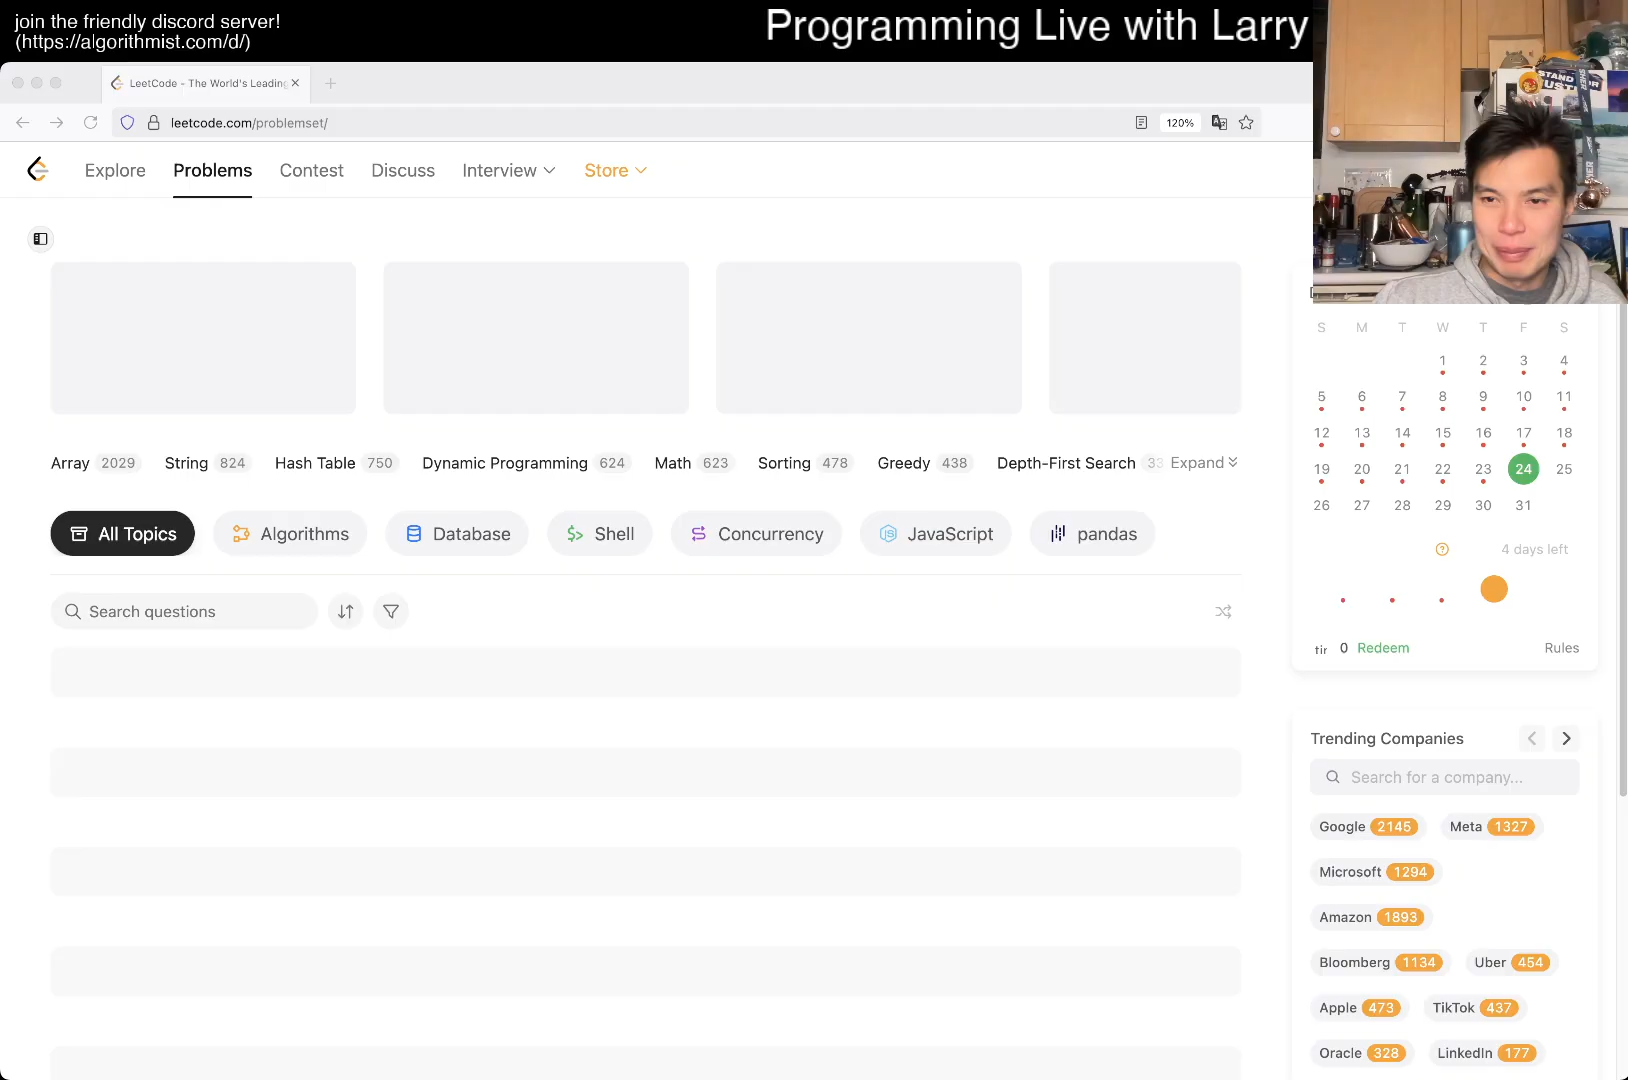 join the friendly discord server!
(https://algorithmist.com/d/)
Programming Live with Larry
LeetCode - The World's Leading
leetcode.com/problemset/
120%
Explore Problems Contest Discuss Interview Store
Array 2029 String 824 Hash Table 750 Dynamic Programming 624 Math 623 Sorting 478 Greedy 438 Depth-First Search 33 Expand
All Topics Algorithms Database Shell Concurrency JavaScript pandas
Search questions
STAND FOR
S M T W T F S
1 2 3 4
5 6 7 8 9 10 11
12 13 14 15 16 17 18
19 20 21 22 23 24 25
26 27 28 29 30 31
4 days left
0 Redeem Rules
Trending Companies
Search for a company...
Google 2145 Meta 1327
Microsoft 1294
Amazon 1893
Bloomberg 1134 Uber 454
Apple 473 TikTok 437
Oracle 328 LinkedIn 177